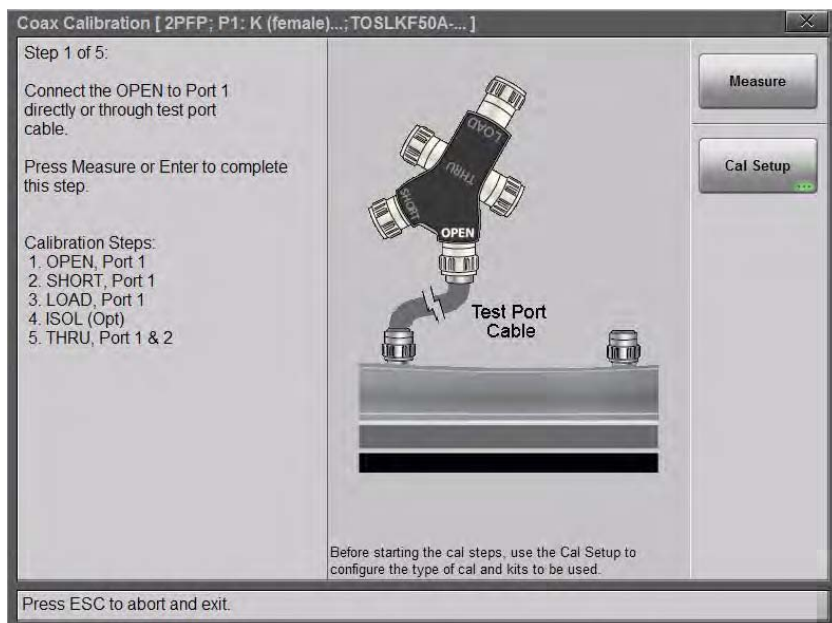 Coax Calibration [ 2PFP; P1: K (female)...;TOSLKF50A-... ]
Step 1 of 5:
Connect the OPEN to Port 1
directly or through test port
cable.
Press Measure or Enter to complete
this step.
Calibration Steps:
1. OPEN, Port 1
2. SHORT, Port 1
3. LOAD, Port 1
4. ISOL (Opt)
5. THRU, Port 1 & 2
LOAD
THRU
SHORT
OPEN
Test Port
Cable
Before starting the cal steps, use the Cal Setup to
configure the type of cal and kits to be used.
Measure
Cal Setup
Press ESC to abort and exit.